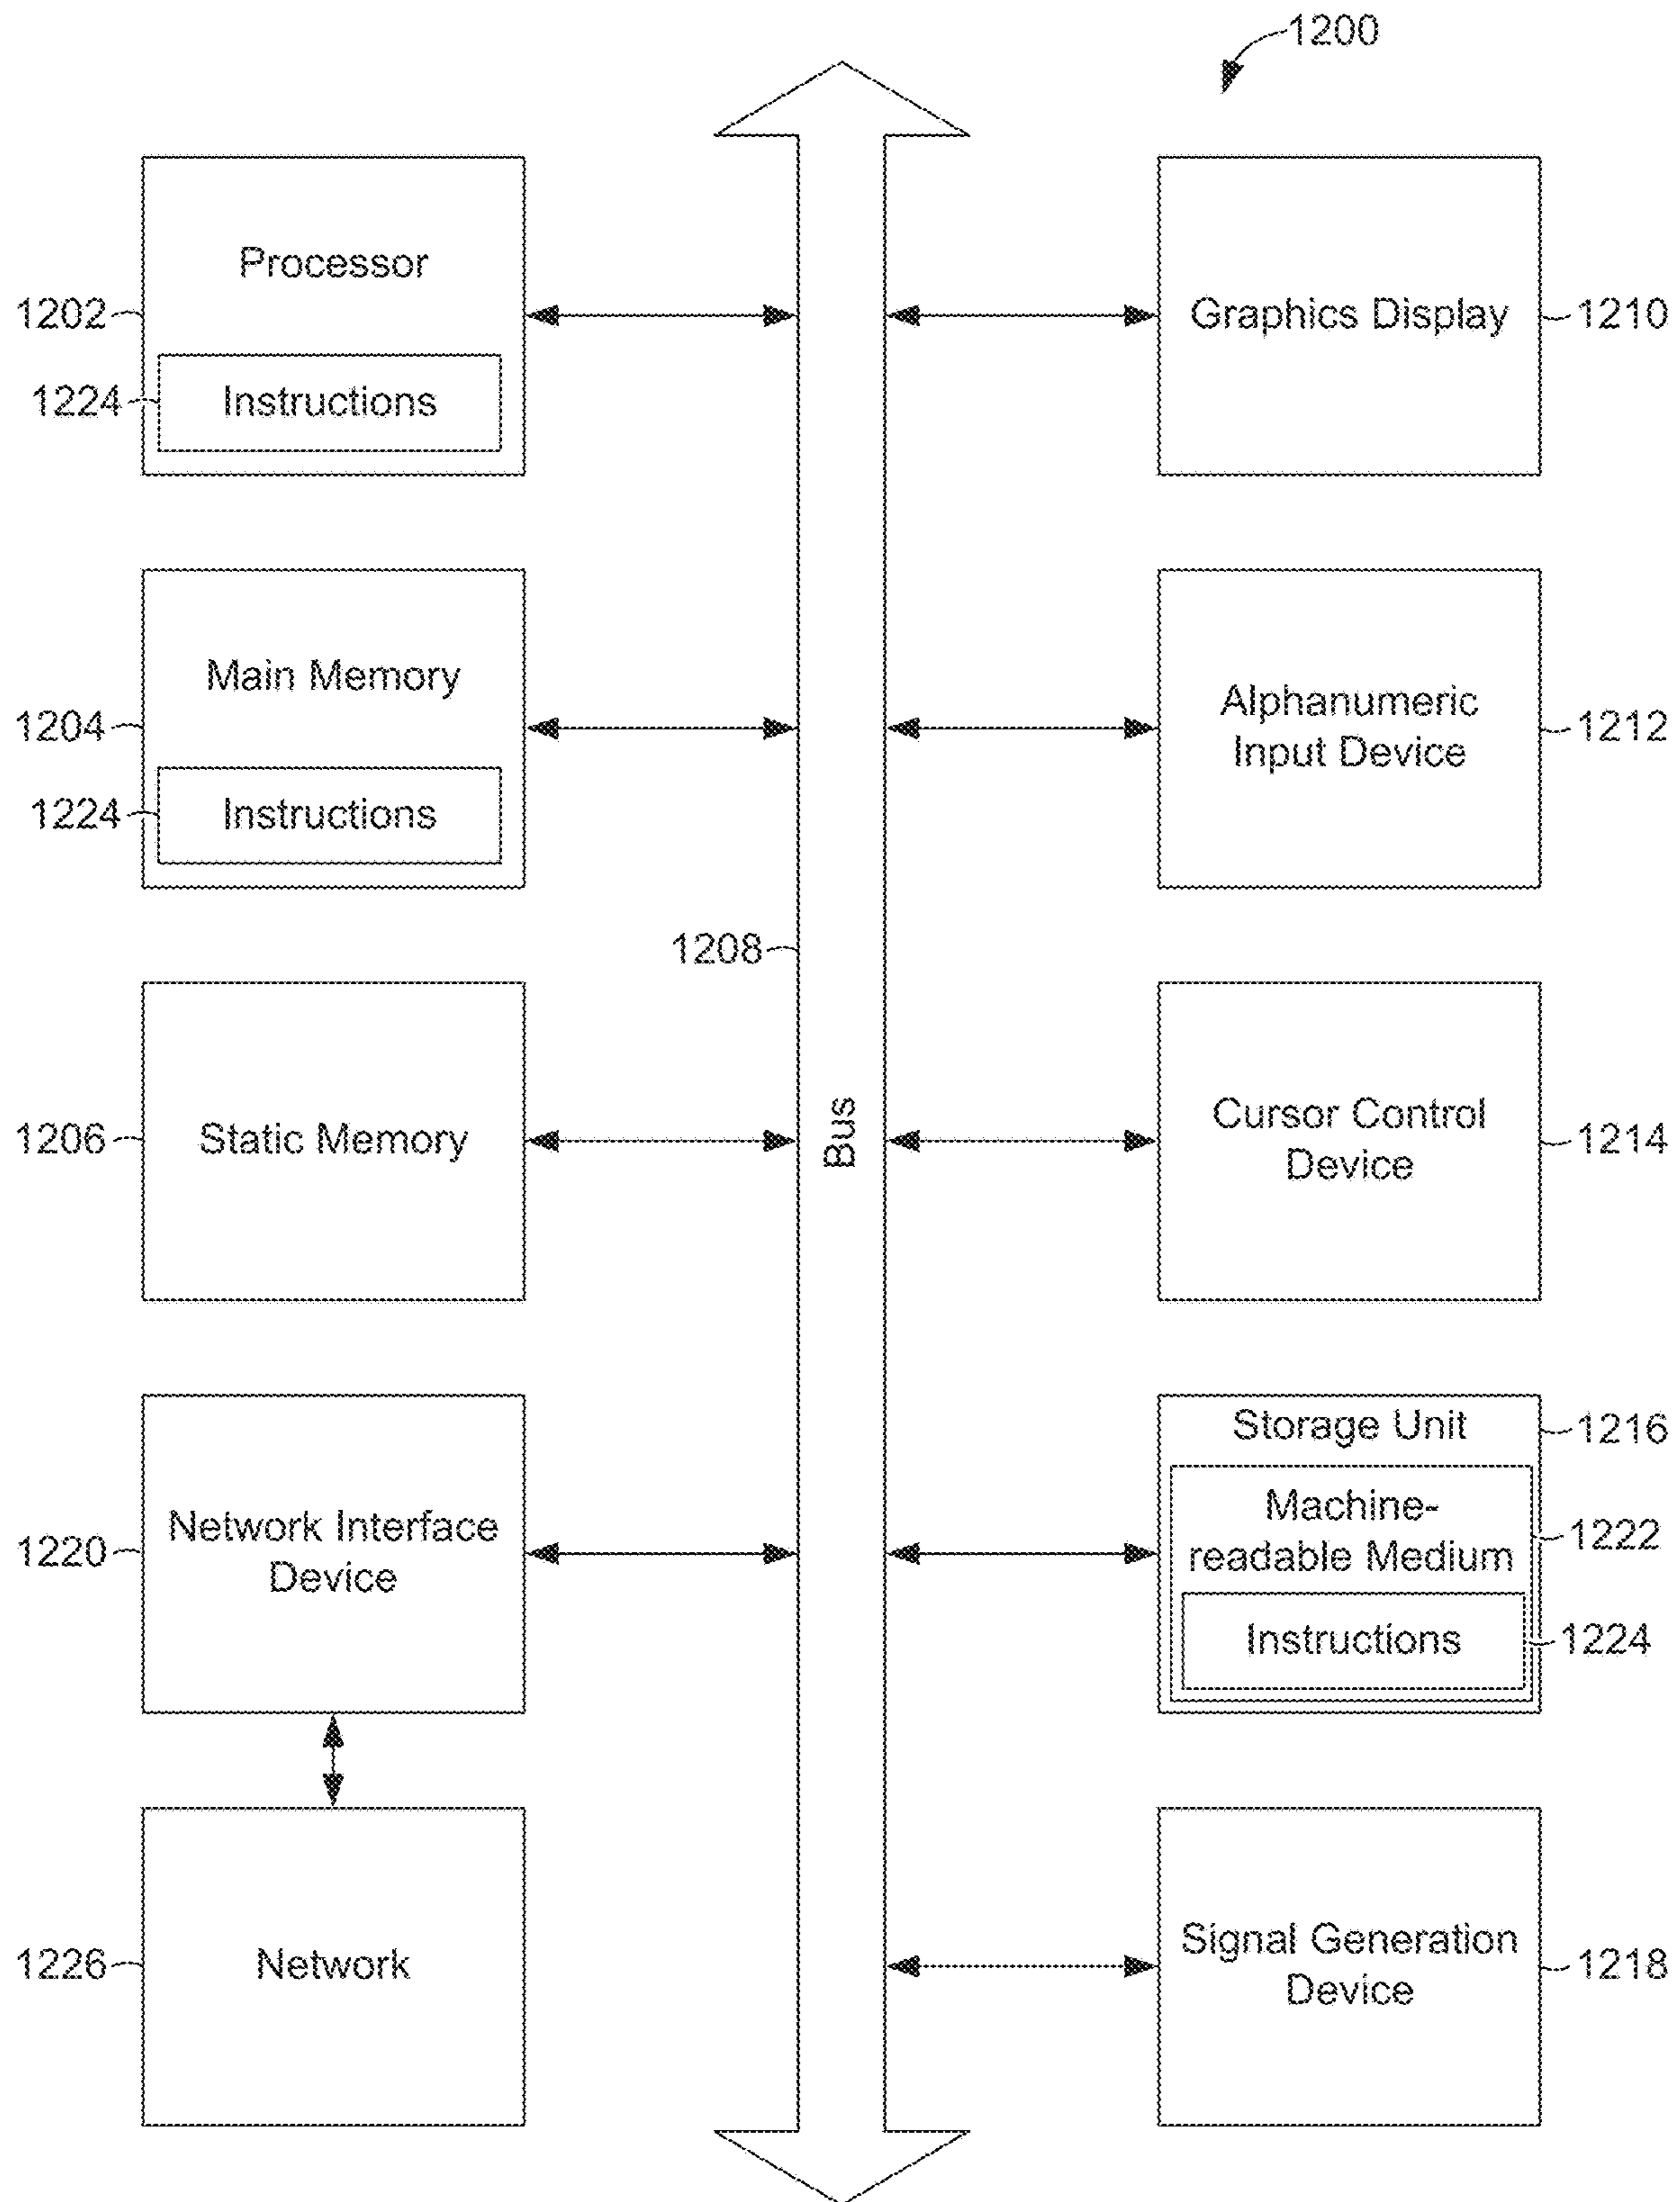 1200
Processor
1202
1224
Instructions
Graphics Display
1210
Main Memory
1204
1224
Instructions
Alphanumeric
Input Device
1212
1208
Bus
Static Memory
1206
Cursor Control
Device
1214
Network Interface
Device
1220
Storage Unit
1216
Machine-
readable Medium
1222
Instructions
1224
Network
1226
Signal Generation
Device
1218